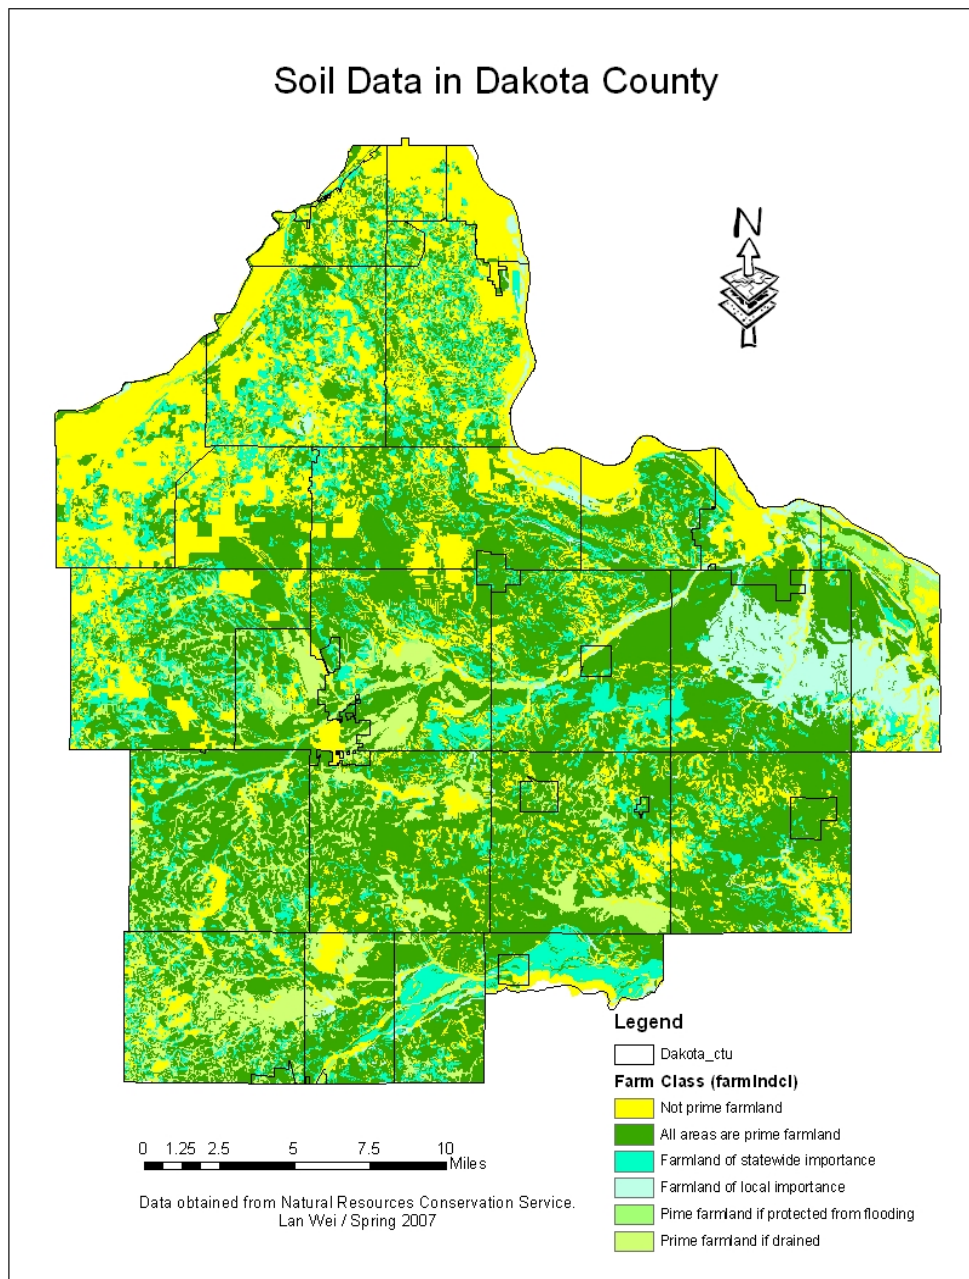 Soil Data in Dakota County
N
Legend
Dakota_ctu
Farm Class (farmlndcl)
Not prime farmland
All areas are prime farmland
Farmland of statewide importance
Farmland of local importance
Pime farmland if protected from flooding
Prime farmland if drained
0 1.25 2.5 5 7.5 10
Miles
Data obtained from Natural Resources Conservation Service.
Lan Wei / Spring 2007